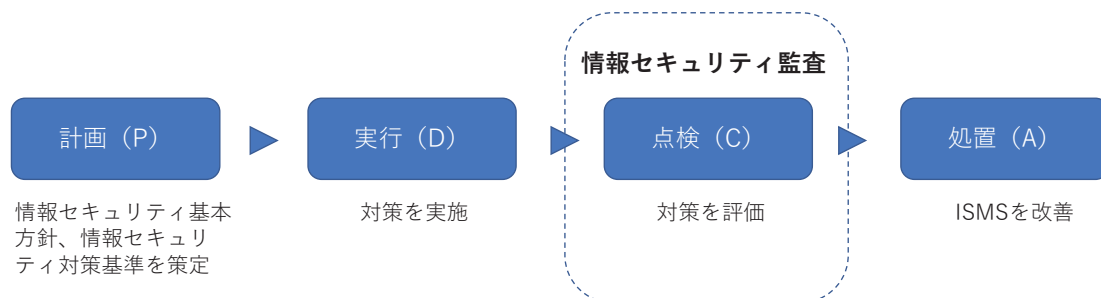 情報セキュリティ監査
計画（P）
実行（D）
点検（C）
処置（A）
情報セキュリティ基本
方針、情報セキュリ
ティ対策基準を策定
対策を実施
対策を評価
ISMSを改善